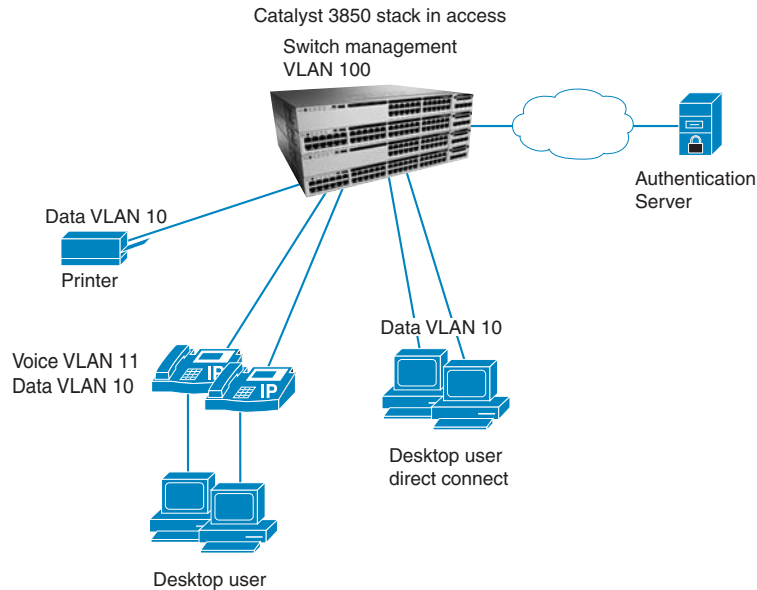 Catalyst 3850 stack in access
Switch management
VLAN 100
Authentication
Server
Data VLAN 10
Printer
Voice VLAN 11
Data VLAN 10
IP
IP
Data VLAN 10
Desktop user
direct connect
Desktop user